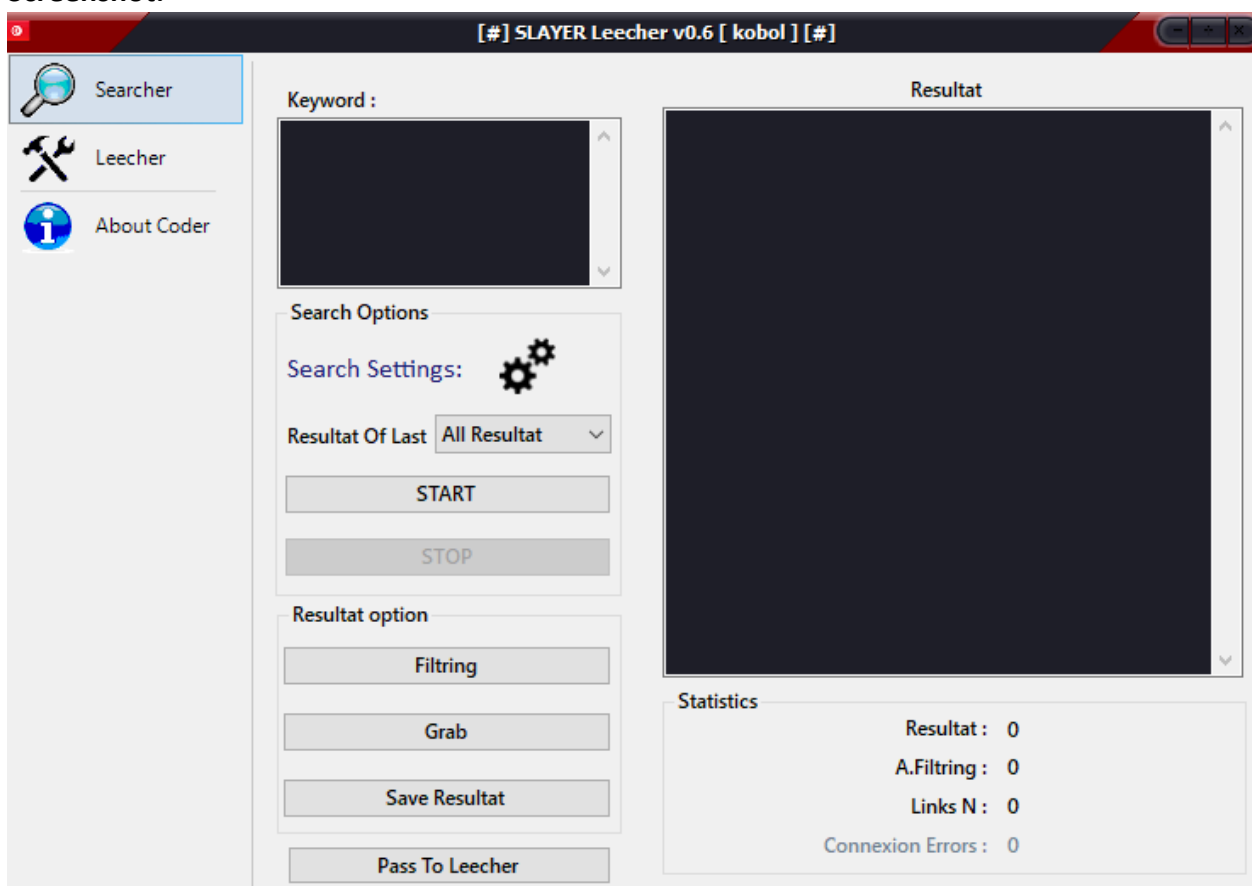 [#] SLAYER Leecher v0.6 [ kobol ] [#]
Searcher
Leecher
About Coder
Keyword :
Search Options
Search Settings:
Resultat Of Last All Resultat
START
STOP
Resultat option
Filtring
Grab
Save Resultat
Pass To Leecher
Resultat
Statistics
Resultat : 0
A.Filtring : 0
Links N : 0
Connexion Errors : 0